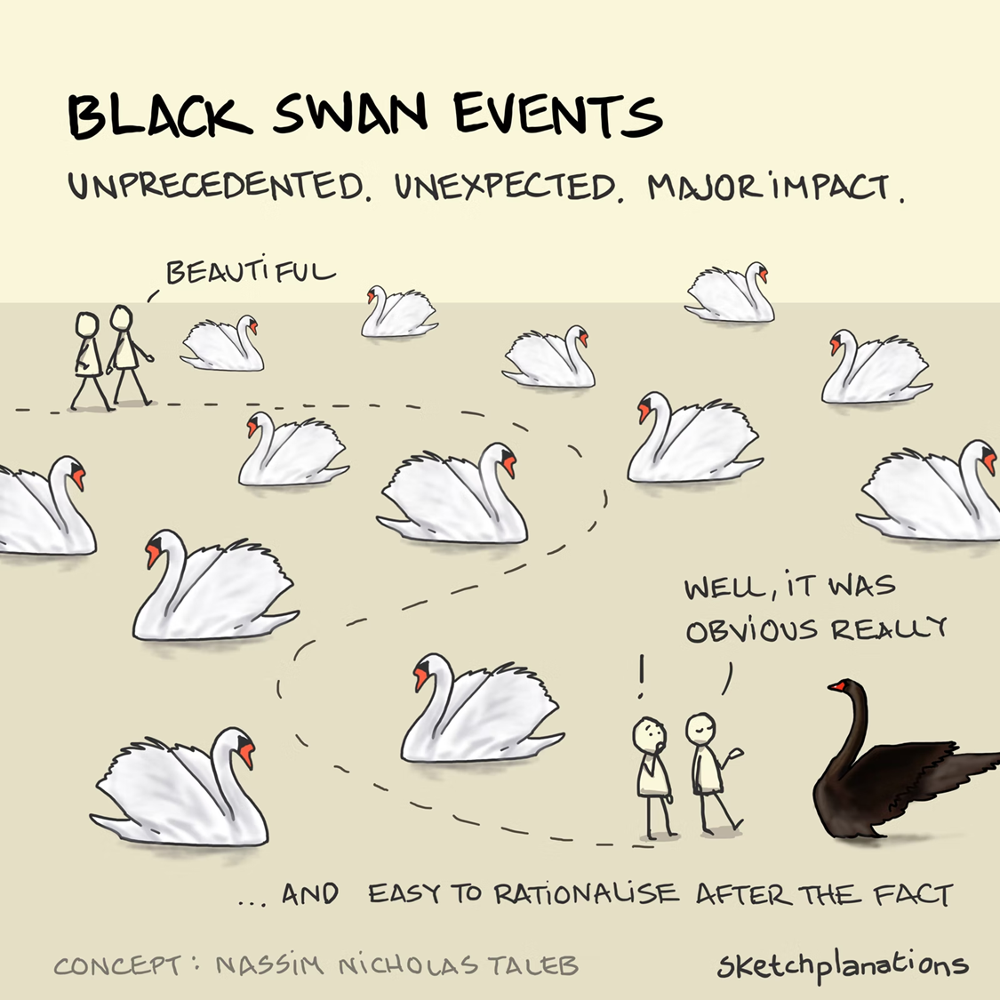 BLACK SWAN EVENTS
UNPRECEDENTED. UNEXPECTED. MAJOR IMPACT.
BEAUTIFUL
WELL, IT WAS
OBVIOUS REALLY
!
... AND EASY TO RATIONALISE AFTER THE FACT
CONCEPT: NASSIM NICHOLAS TALEB
sketchplanations